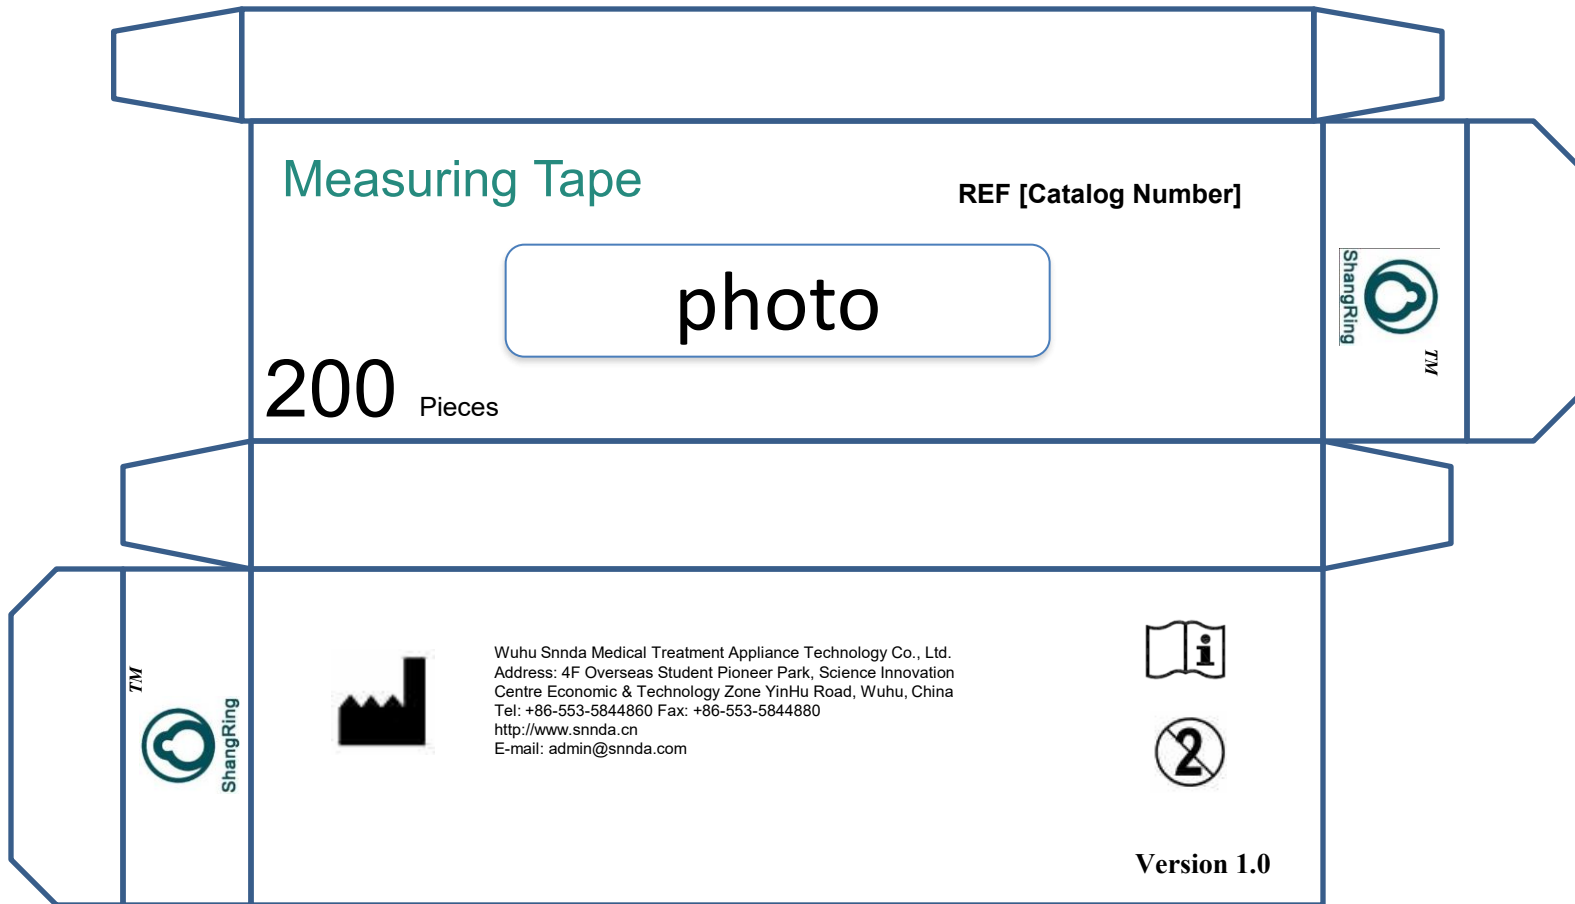 Measuring Tape
REF [Catalog Number]
photo
ShangRing
TM
200 Pieces
TM
ShangRing
Wuhu Snnda Medical Treatment Appliance Technology Co., Ltd.
Address: 4F Overseas Student Pioneer Park, Science Innovation
Centre Economic & Technology Zone YinHu Road, Wuhu, China
Tel: +86-553-5844860 Fax: +86-553-5844880
http://www.snnda.cn
E-mail: admin@snnda.com
i
2
Version 1.0